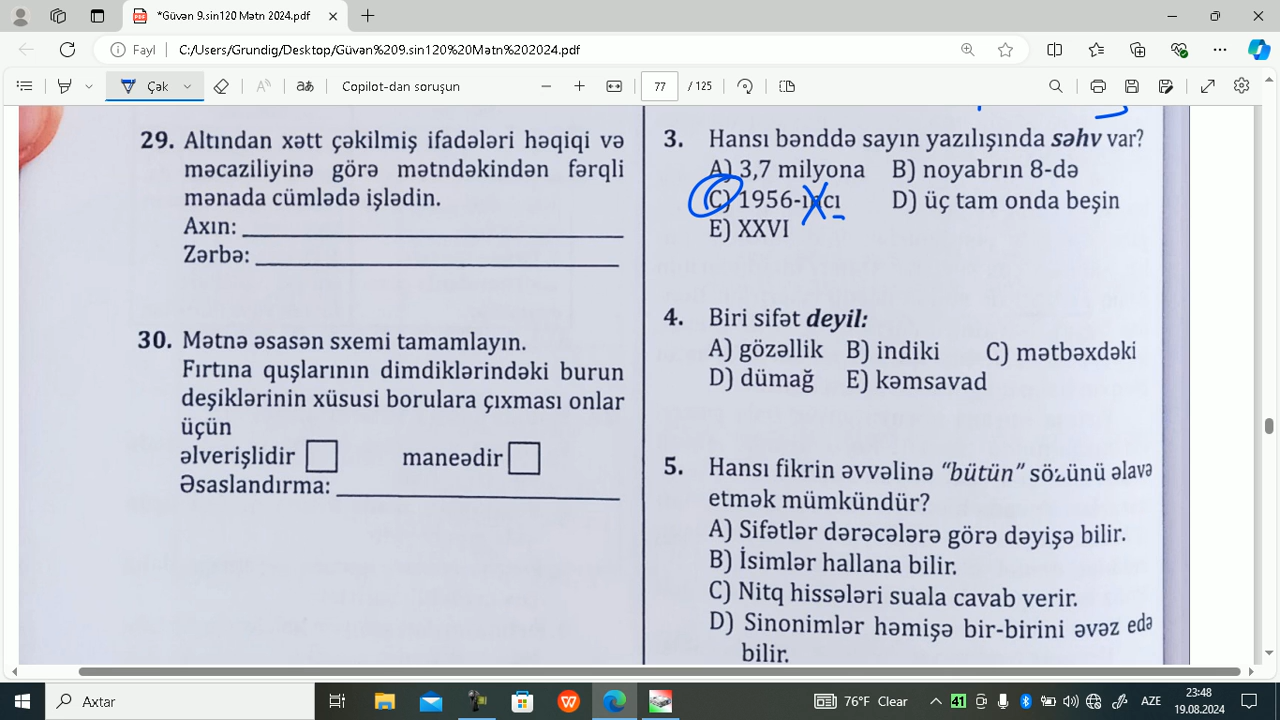 *Güvən 9.sin120 Mətn 2024.pdf
Fayl C:/Users/Grundig/Desktop/Güvən%209.sin120%20Mətn%202024.pdf
Çək aあ Copilot-dan soruşun 77 / 125
29. Altından xətt çəkilmiş ifadələri həqiqi və
məcaziliyinə görə mətndəkindən fərqli
mənada cümlədə işlədin.
Axın:
Zərbə:
30. Mətnə əsasən sxemi tamamlayın.
Fırtına quşlarının dimdiklərindəki burun
deşiklərinin xüsusi borulara çıxması onlar
üçün
əlverişlidir maneədir
Əsaslandırma:
3. Hansı bənddə sayın yazılışında səhv var?
A) 3,7 milyona B) noyabrın 8-də
C) 1956-ıncı D) üç tam onda beşin
E) XXVI
4. Biri sifət deyil:
A) gözəllik B) indiki C) mətbəxdəki
D) dümağ E) kəmsavad
5. Hansı fikrin əvvəlinə “bütün” sözünü əlavə
etmək mümkündür?
A) Sifətlər dərəcələrə görə dəyişə bilir.
B) İsimlər hallana bilir.
C) Nitq hissələri suala cavab verir.
D) Sinonimlər həmişə bir-birini əvəz edə
bilir.
Axtar 76°F Clear 41 AZE 23:48
19.08.2024